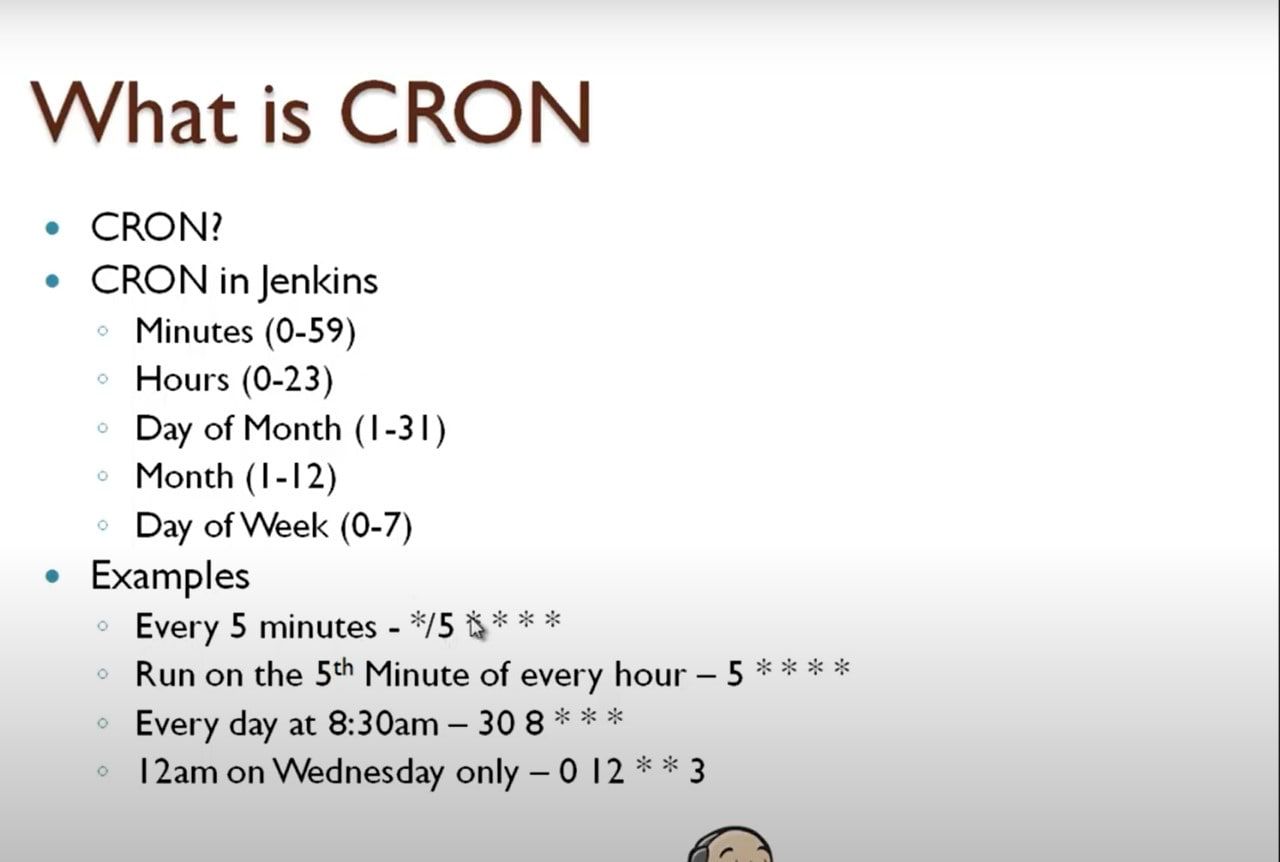 What is CRON
CRON?
CRON in Jenkins
Minutes (0-59)
Hours (0-23)
Day of Month (1-31)
Month (1-12)
Day of Week (0-7)
Examples
Every 5 minutes - */5 * * * *
Run on the 5th Minute of every hour – 5 * * * *
Every day at 8:30am – 30 8 * * *
12am on Wednesday only – 0 12 * * 3